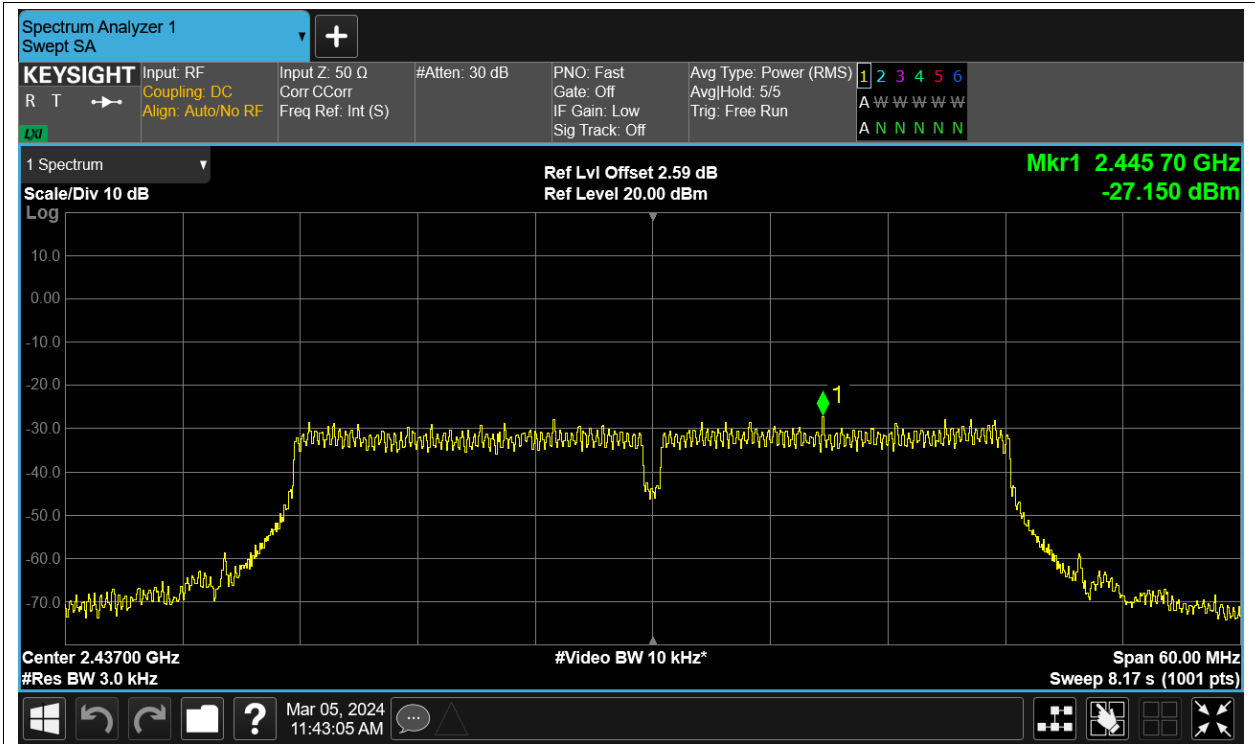 Spectrum Analyzer 1
Swept SA
KEYSIGHT
R T
LXI
Input: RF
Coupling: DC
Align: Auto/No RF
Input Z: 50 Ω
Corr CCorr
Freq Ref: Int (S)
#Atten: 30 dB
PNO: Fast
Gate: Off
IF Gain: Low
Sig Track: Off
Avg Type: Power (RMS)
Avg|Hold: 5/5
Trig: Free Run
1 2 3 4 5 6
A W W W W W
A N N N N N
1 Spectrum
Scale/Div 10 dB
Log
Ref Lvl Offset 2.59 dB
Ref Level 20.00 dBm
Mkr1 2.445 70 GHz
-27.150 dBm
10.0
0.00
-10.0
-20.0
-30.0
-40.0
-50.0
-60.0
-70.0
1
Center 2.43700 GHz
#Res BW 3.0 kHz
#Video BW 10 kHz*
Span 60.00 MHz
Sweep 8.17 s (1001 pts)
?
Mar 05, 2024
11:43:05 AM